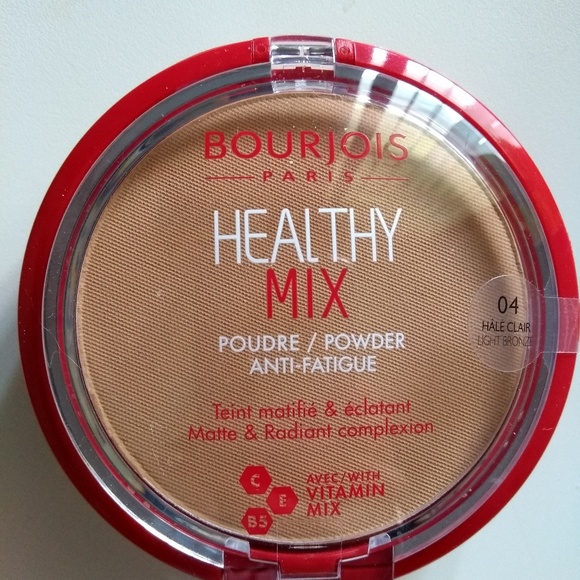 BOURJOIS
PARIS
HEALTHY
MIX
POUDRE / POWDER
ANTI-FATIGUE
Teint matifié & éclatant
Matte & Radiant complexion
C
E
B5
AVEC/WITH
VITAMIN
MIX
04
HÂLE CLAIR
LIGHT BRONZE